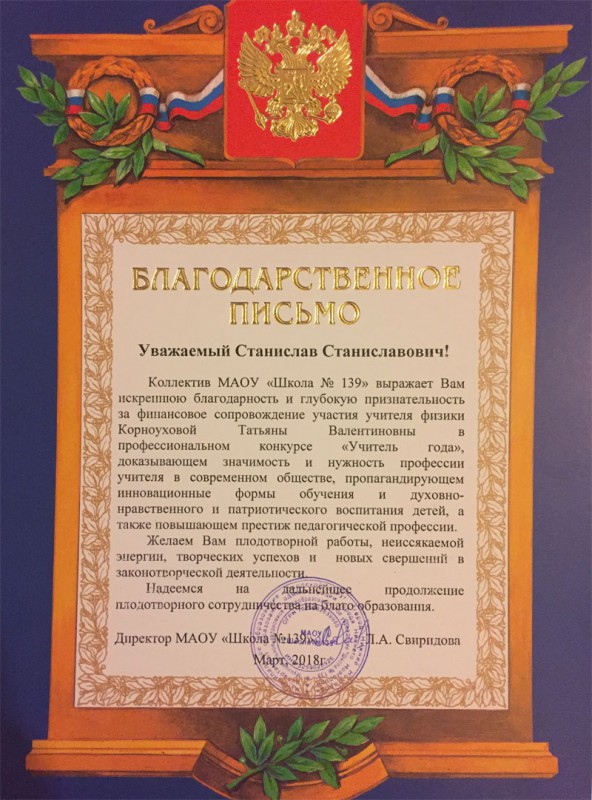 БЛАГОДАРСТВЕННОЕ
ПИСЬМО
Уважаемый Станислав Станиславович!
Коллектив МАОУ «Школа № 139» выражает Вам
искреннюю благодарность и глубокую признательность
за финансовое сопровождение участия учителя физики
Корноуховой Татьяны Валентиновны в
профессиональном конкурсе «Учитель года»,
доказывающем значимость и нужность профессии
учителя в современном обществе, пропагандирующем
инновационные формы обучения и духовно-
нравственного и патриотического воспитания детей, а
также повышающем престиж педагогической профессии.
Желаем Вам плодотворной работы, неиссякаемой
энергии, творческих успехов и новых свершений в
законотворческой деятельности.
Надеемся на дальнейшее продолжение
плодотворного сотрудничества на благо образования.
Директор МАОУ «Школа №139» Л.А. Свиридова
Март, 2018г.
МАОУ